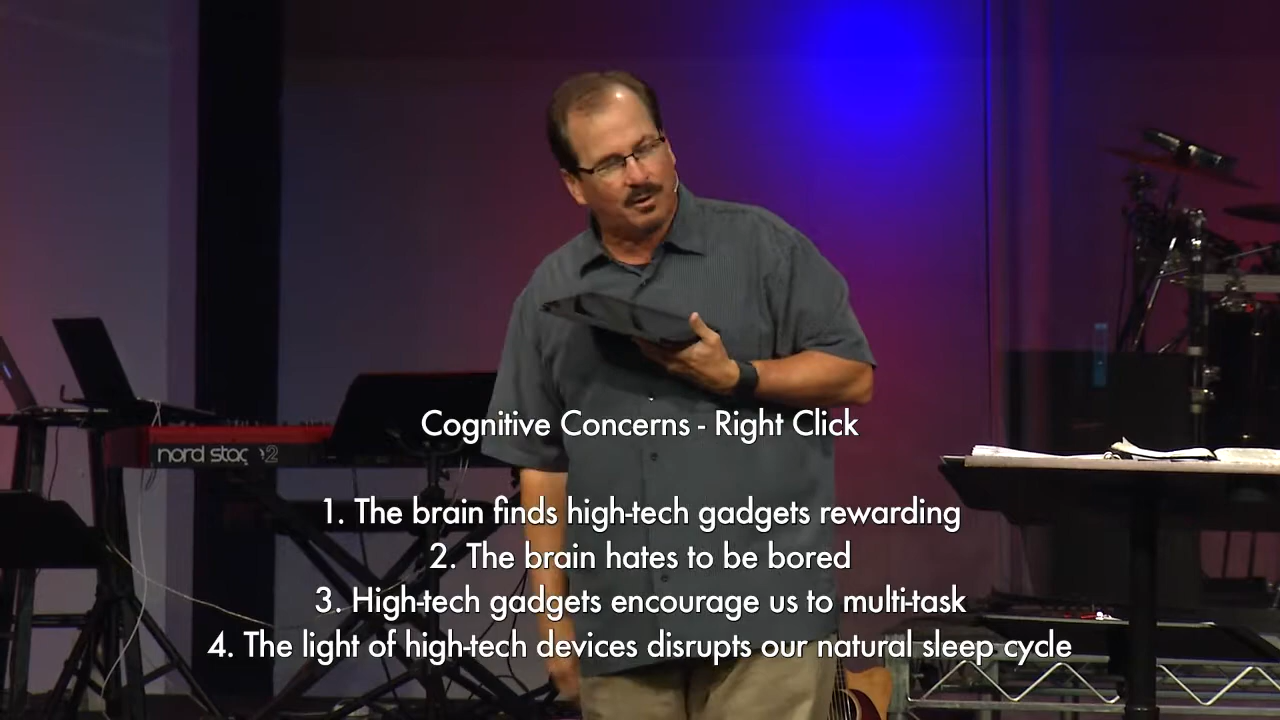 nord stage 2
Cognitive Concerns - Right Click
1. The brain finds high-tech gadgets rewarding
2. The brain hates to be bored
3. High-tech gadgets encourage us to multi-task
4. The light of high-tech devices disrupts our natural sleep cycle